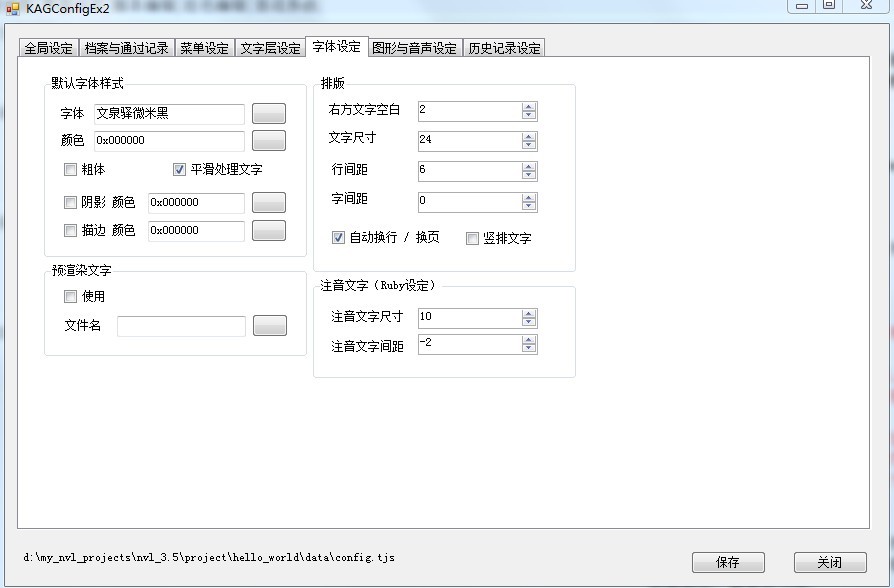 KAGConfigEx2
全局设定 档案与通过记录 菜单设定 文字层设定 字体设定 图形与音声设定 历史记录设定
默认字体样式
字体 文泉驿微米黑
颜色 0x000000
粗体 平滑处理文字
阴影 颜色 0x000000
描边 颜色 0x000000
预渲染文字
使用
文件名
排版
右方文字空白 2
文字尺寸 24
行间距 6
字间距 0
自动换行 / 换页 竖排文字
注音文字（Ruby设定）
注音文字尺寸 10
注音文字间距 -2
d:\my_nvl_projects\nvl_3.5\project\hello_world\data\config.tjs
保存 关闭